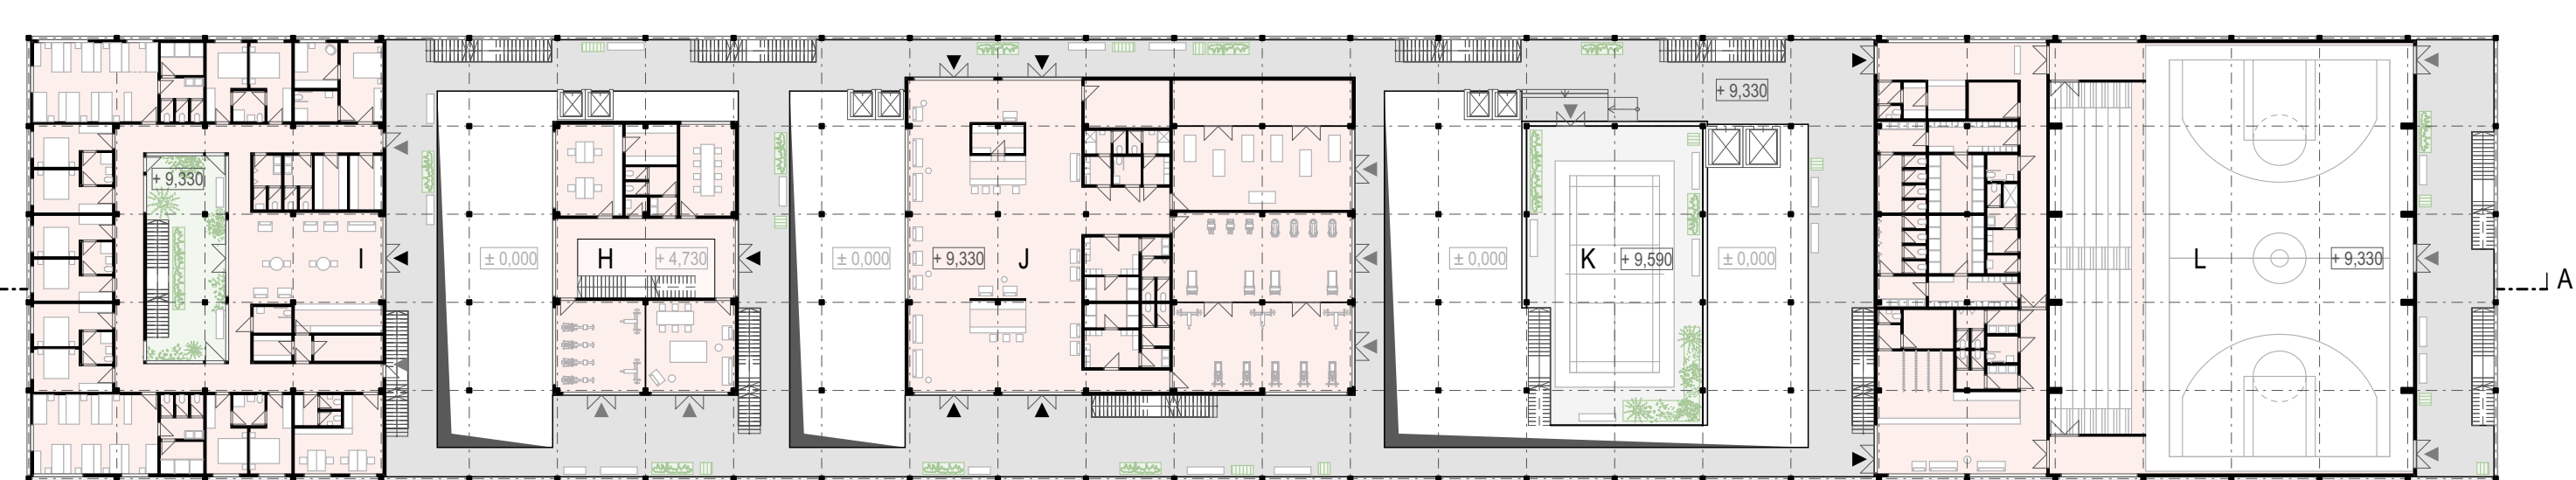 + 9,330
+ 9,330
I
± 0,000
H
+ 4,730
± 0,000
+ 9,330
J
± 0,000
K
+ 9,590
± 0,000
L
+ 9,330
A